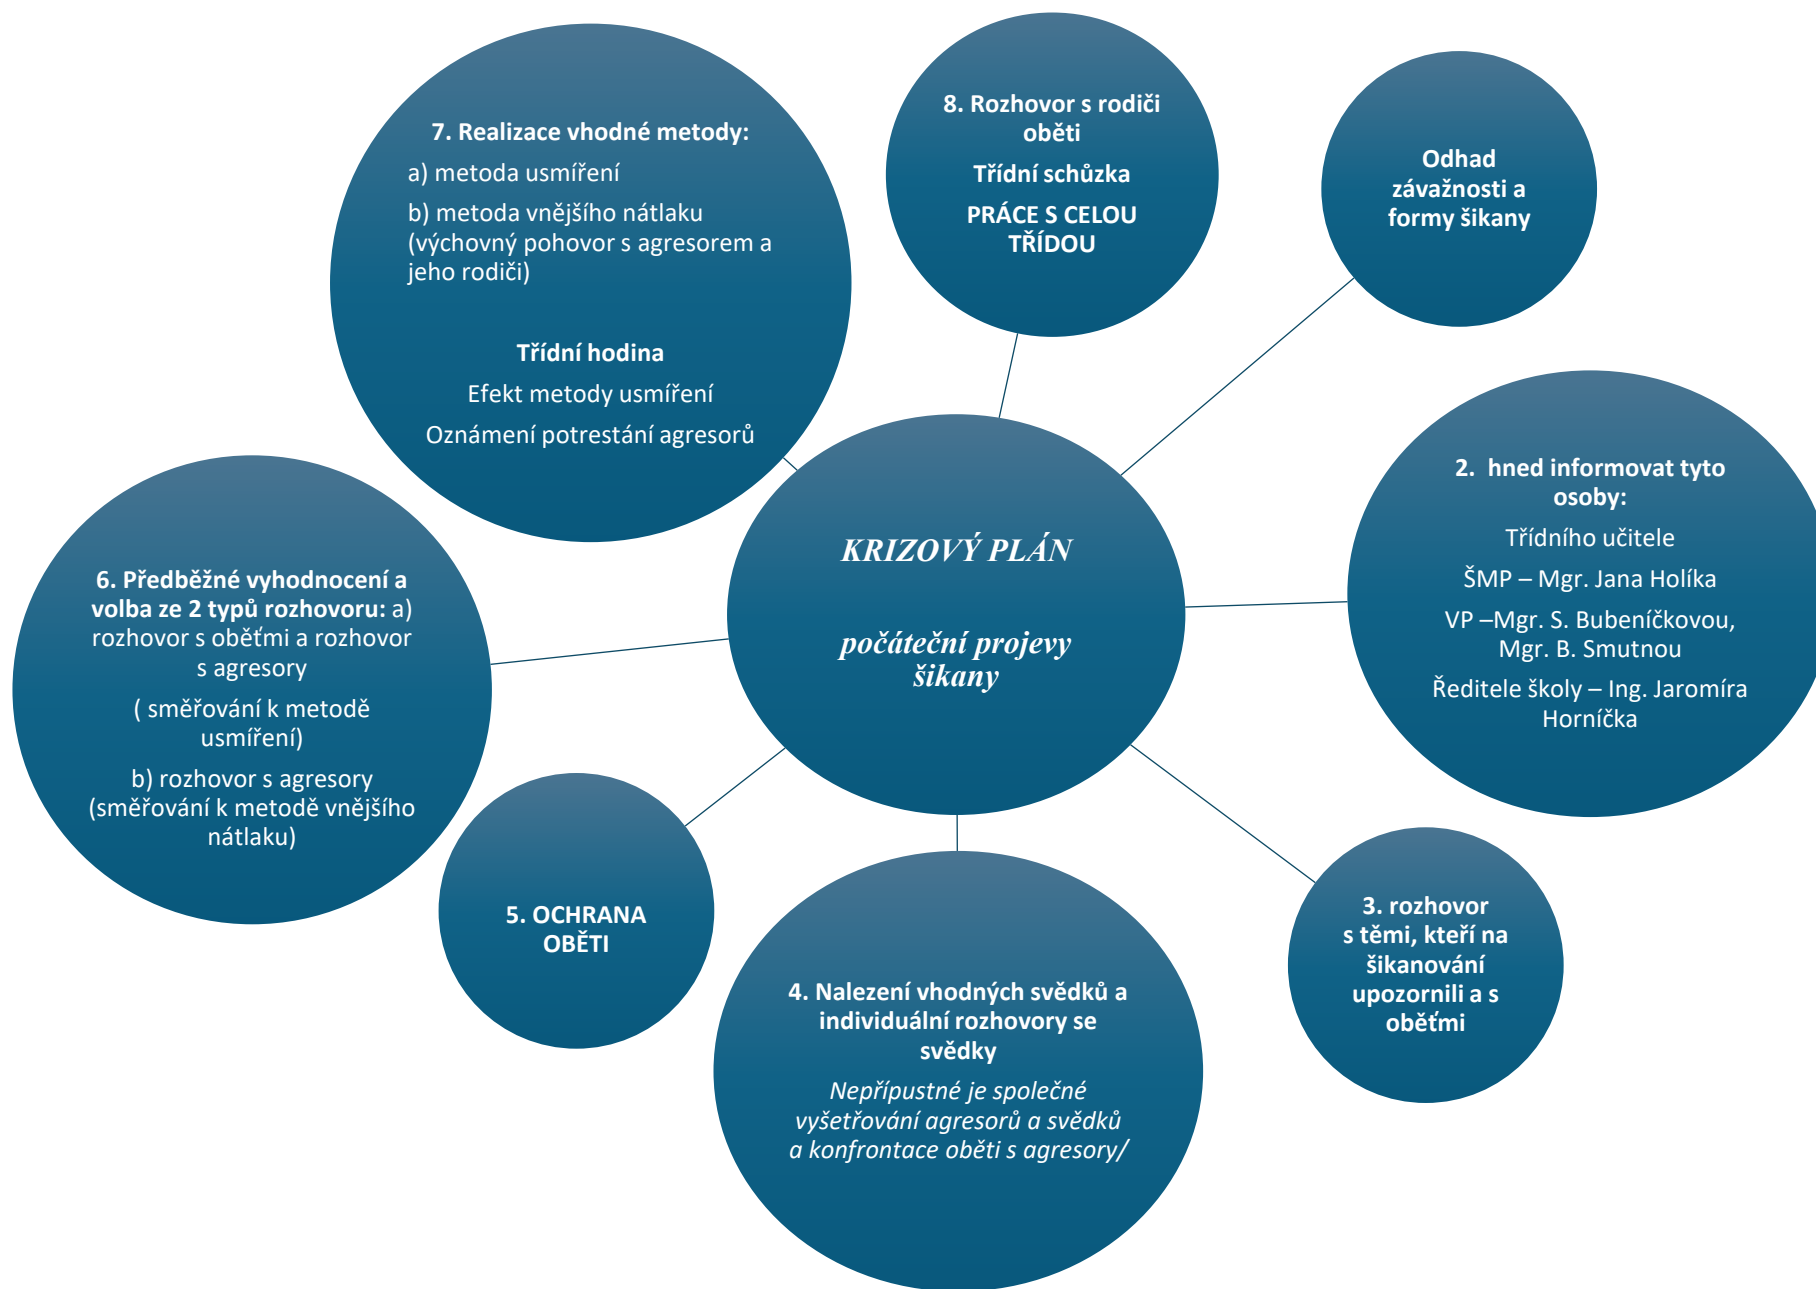 KRIZOVÝ PLÁN
počáteční projevy
šikany
Odhad
závažnosti a
formy šikany
2. hned informovat tyto
osoby:
Třídního učitele
ŠMP – Mgr. Jana Holíka
VP –Mgr. S. Bubeníčkovou,
Mgr. B. Smutnou
Ředitele školy – Ing. Jaromíra
Horníčka
3. rozhovor
s těmi, kteří na
šikanování
upozornili a s
oběťmi
4. Nalezení vhodných svědků a
individuální rozhovory se
svědky
Nepřípustné je společné
vyšetřování agresorů a svědků
a konfrontace oběti s agresory/
5. OCHRANA
OBĚTI
6. Předběžné vyhodnocení a
volba ze 2 typů rozhovoru: a)
rozhovor s oběťmi a rozhovor
s agresory
( směřování k metodě
usmíření)
b) rozhovor s agresory
(směřování k metodě vnějšího
nátlaku)
7. Realizace vhodné metody:
a) metoda usmíření
b) metoda vnějšího nátlaku
(výchovný pohovor s agresorem a
jeho rodiči)
Třídní hodina
Efekt metody usmíření
Oznámení potrestání agresorů
8. Rozhovor s rodiči
oběti
Třídní schůzka
PRÁCE S CELOU
TŘÍDOU